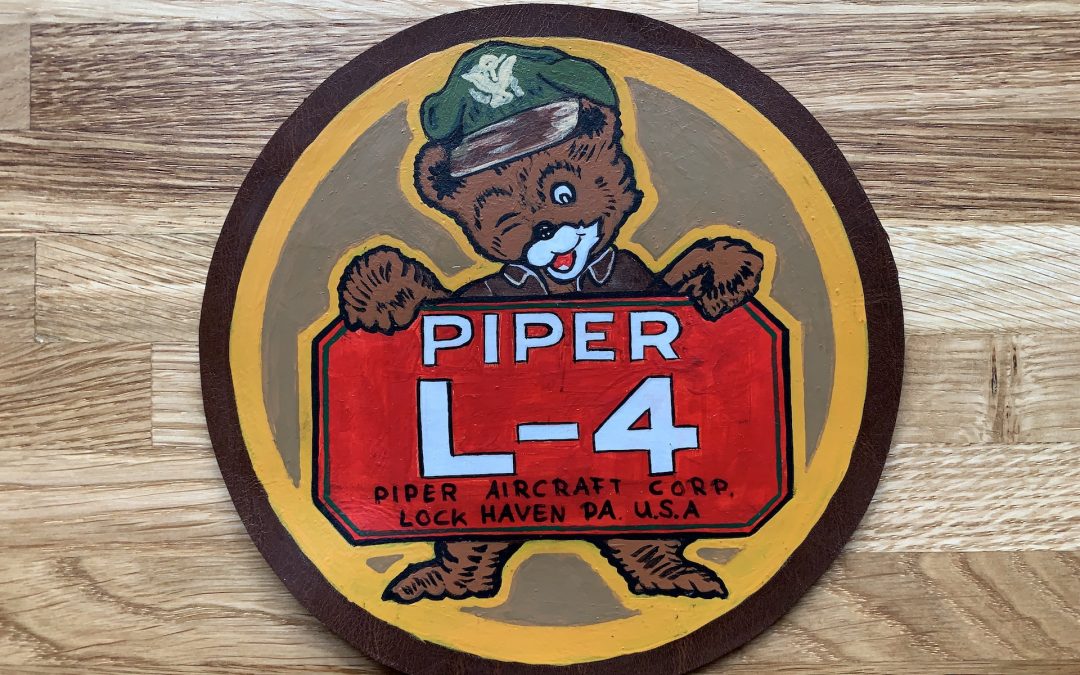 PIPER
L-4
PIPER AIRCRAFT CORP.
LOCK HAVEN PA. U.S.A